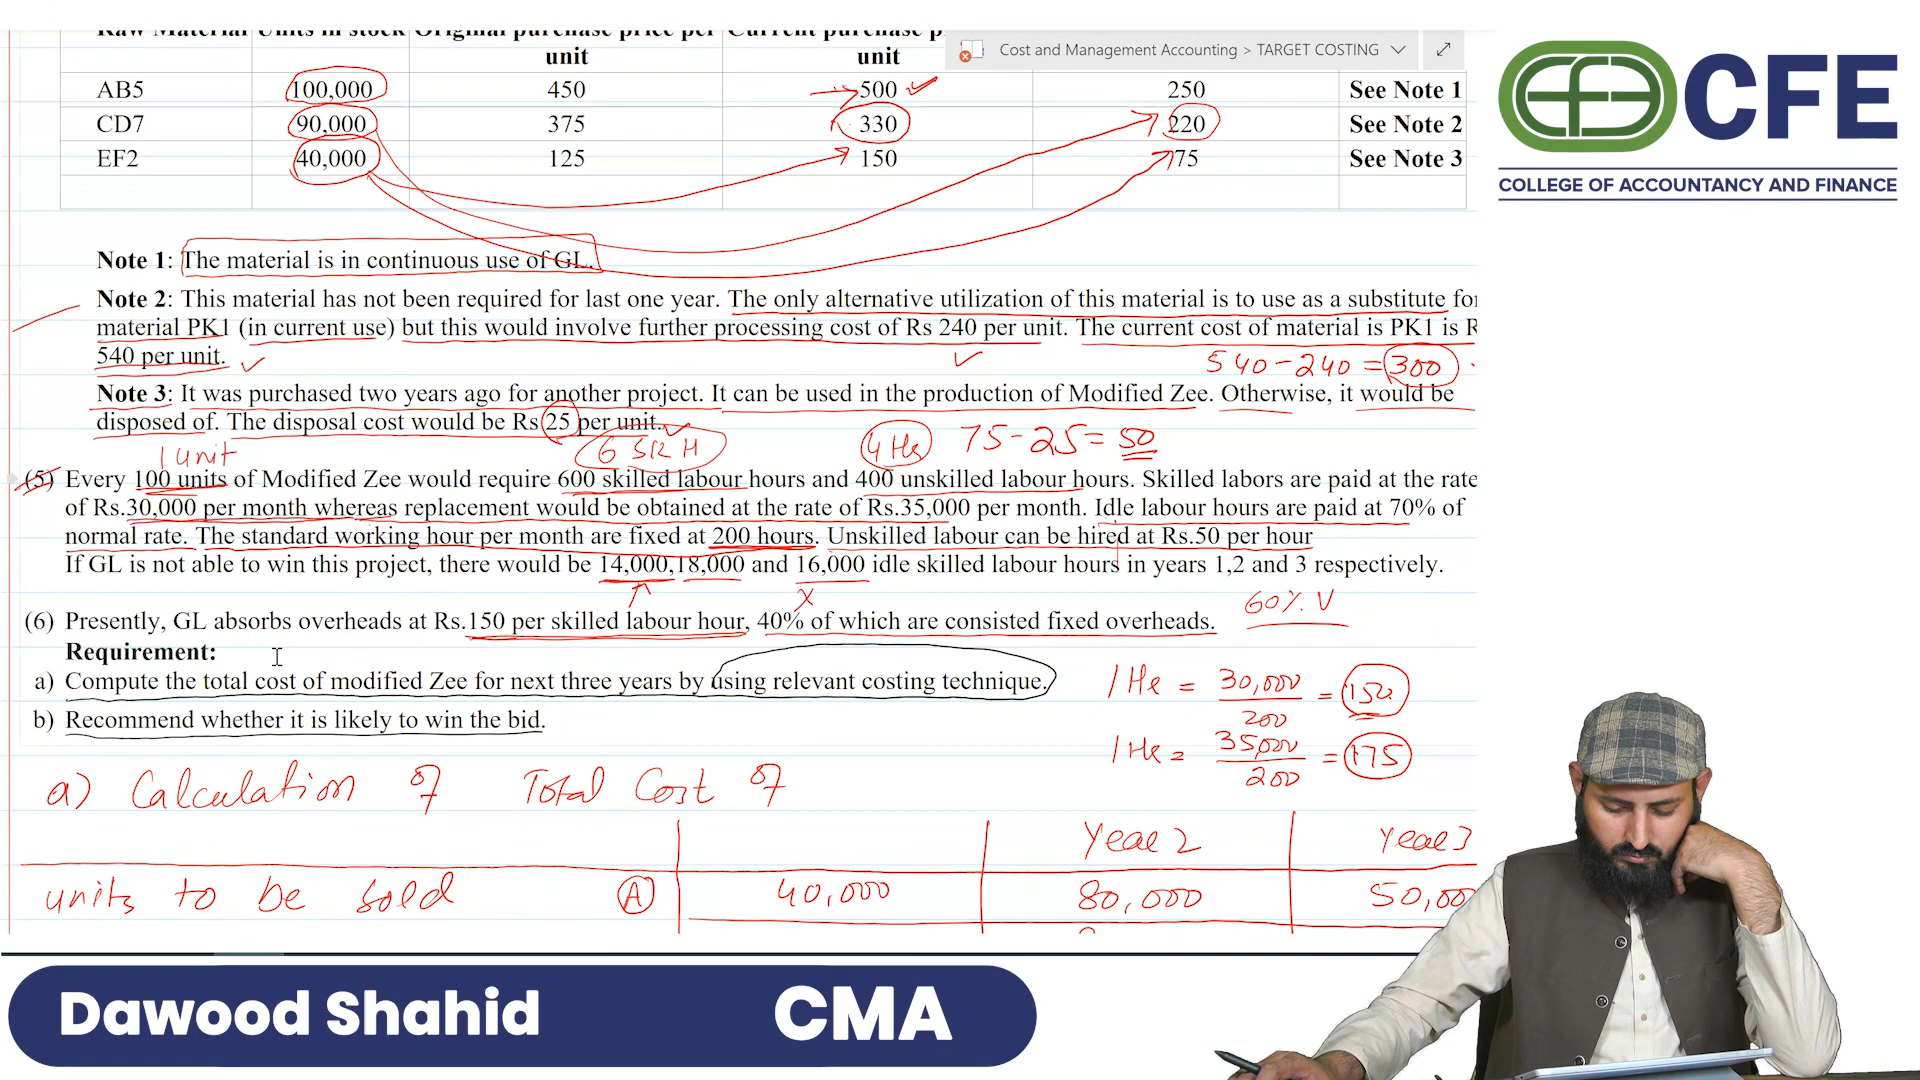 Raw Material Units in stock Original purchase price per Current purchase p
unit unit
Cost and Management Accounting > TARGET COSTING
AB5 100,000 450 500 250 See Note 1
CD7 90,000 375 330 220 See Note 2
EF2 40,000 125 150 75 See Note 3
CFE
COLLEGE OF ACCOUNTANCY AND FINANCE
Note 1: The material is in continuous use of GL.
Note 2: This material has not been required for last one year. The only alternative utilization of this material is to use as a substitute for
material PK1 (in current use) but this would involve further processing cost of Rs 240 per unit. The current cost of material is PK1 is R
540 per unit.
540 - 240 = 300
Note 3: It was purchased two years ago for another project. It can be used in the production of Modified Zee. Otherwise, it would be
disposed of. The disposal cost would be Rs 25 per unit.
1 unit 6 SK H 4 Hs 75 - 25 = 50
(5) Every 100 units of Modified Zee would require 600 skilled labour hours and 400 unskilled labour hours. Skilled labors are paid at the rate
of Rs.30,000 per month whereas replacement would be obtained at the rate of Rs.35,000 per month. Idle labour hours are paid at 70% of
normal rate. The standard working hour per month are fixed at 200 hours. Unskilled labour can be hired at Rs.50 per hour
If GL is not able to win this project, there would be 14,000,18,000 and 16,000 idle skilled labour hours in years 1,2 and 3 respectively.
60% V
(6) Presently, GL absorbs overheads at Rs.150 per skilled labour hour, 40% of which are consisted fixed overheads.
Requirement:
a) Compute the total cost of modified Zee for next three years by using relevant costing technique.
b) Recommend whether it is likely to win the bid.
1 Hr = 30,000 / 200 = 150
1 Hr = 35,000 / 200 = 175
a) Calculation of Total Cost of
Year 2 Year 3
units to be sold A 40,000 80,000 50,00
Dawood Shahid CMA